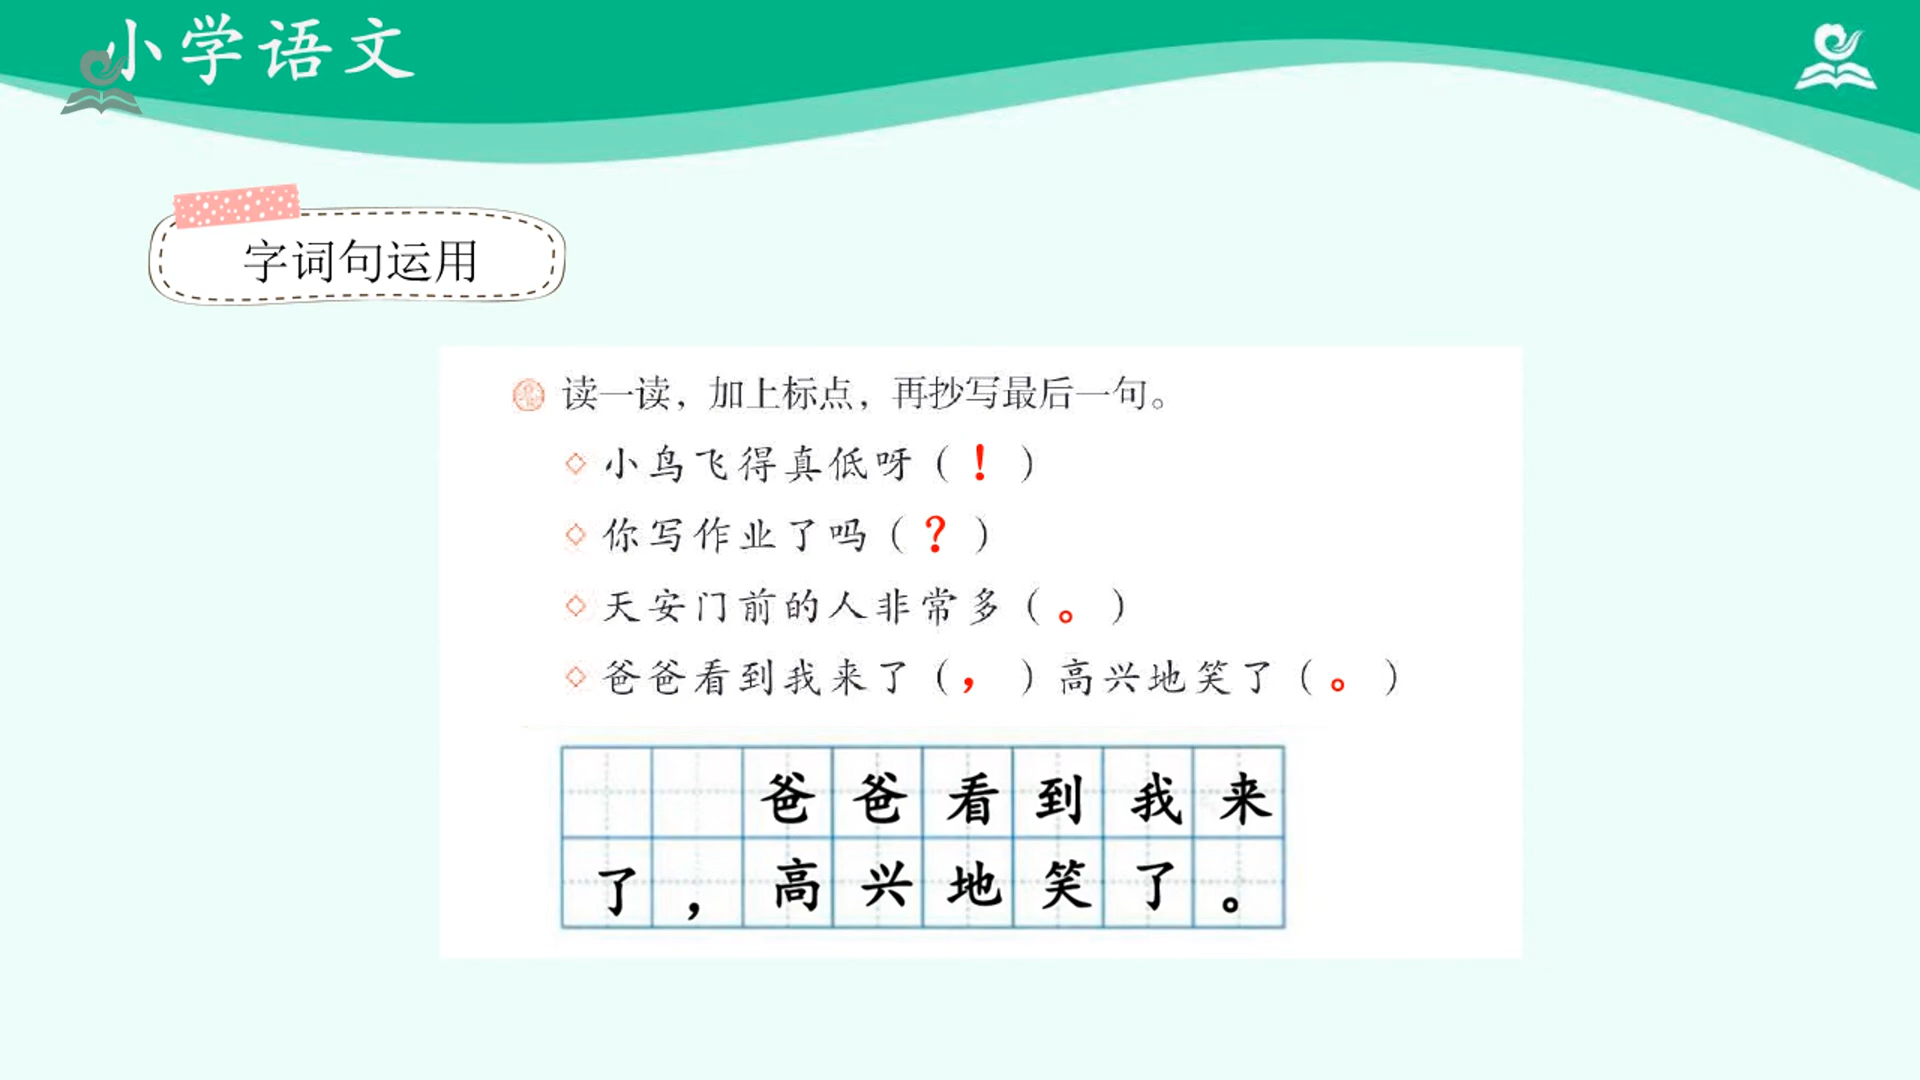 小学语文
字词句运用
读一读，加上标点，再抄写最后一句。
小鸟飞得真低呀（！）
你写作业了吗（？）
天安门前的人非常多（。）
爸爸看到我来了（，）高兴地笑了（。）
爸爸看到我来
了，高兴地笑了。